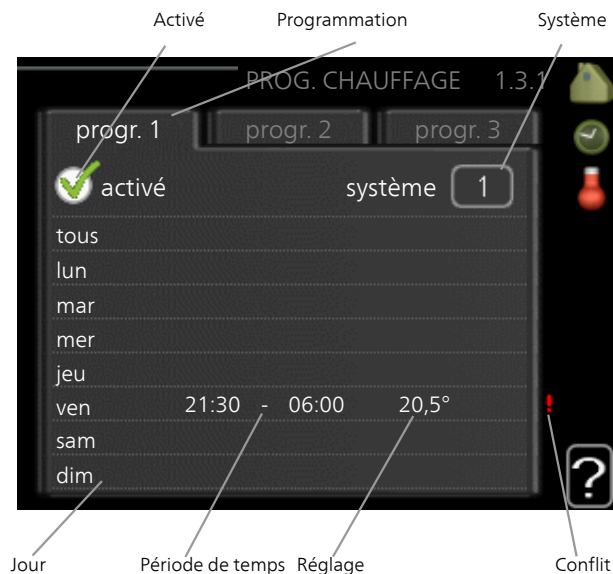 Activé Programmation Système
PROG. CHAUFFAGE 1.3.1
progr. 1 progr. 2 progr. 3
activé système 1
tous
lun
mar
mer
jeu
ven 21:30 - 06:00 20,5° !
sam
dim
?
Jour Période de temps Réglage Conflit